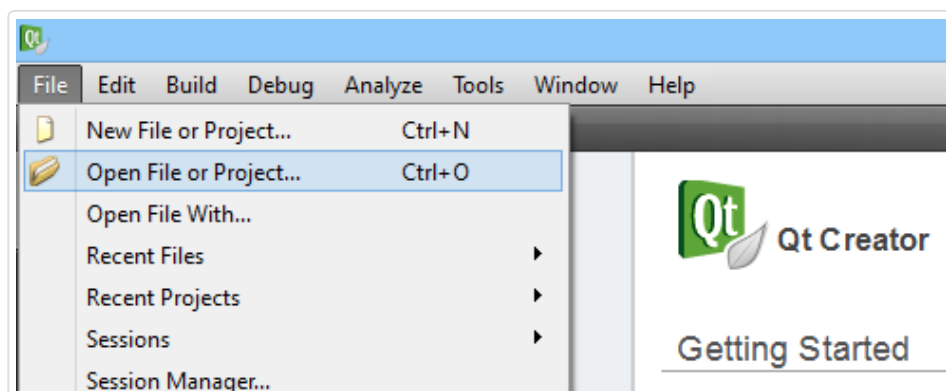 Qt
File Edit Build Debug Analyze Tools Window Help
New File or Project... Ctrl+N
Open File or Project... Ctrl+O
Open File With...
Recent Files
Recent Projects
Sessions
Session Manager...
Qt Qt Creator
Getting Started